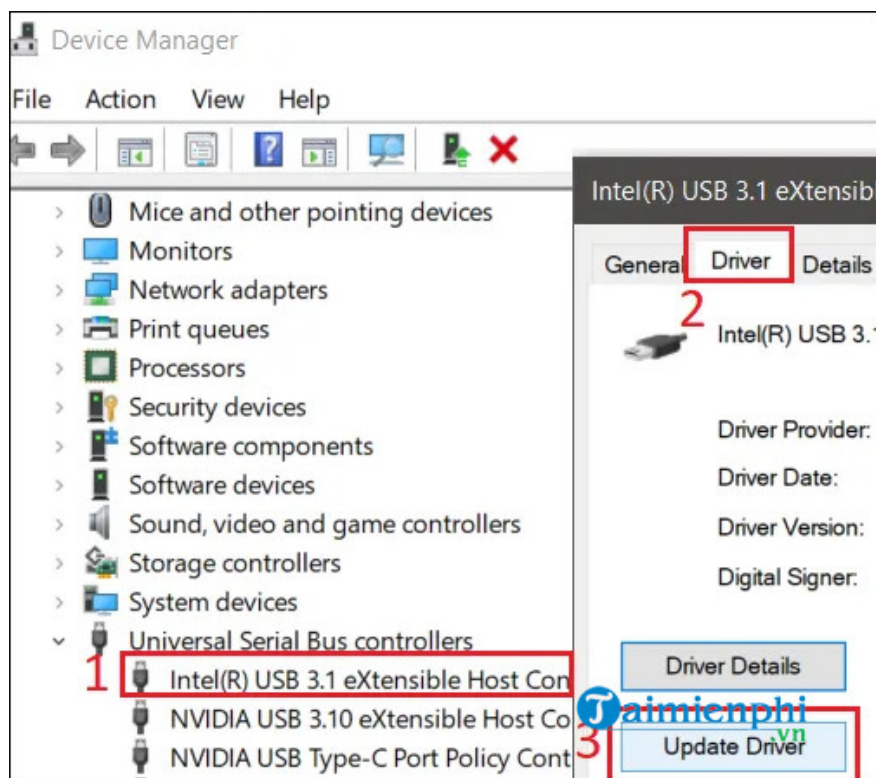 Device Manager
File Action View Help
Mice and other pointing devices
Monitors
Network adapters
Print queues
Processors
Security devices
Software components
Software devices
Sound, video and game controllers
Storage controllers
System devices
Universal Serial Bus controllers
1
Intel(R) USB 3.1 eXtensible Host Con
NVIDIA USB 3.10 eXtensible Host Co
NVIDIA USB Type-C Port Policy Cont
Intel(R) USB 3.1 eXtensibl
General Driver Details
2
Intel(R) USB 3.1
Driver Provider:
Driver Date:
Driver Version:
Digital Signer:
Driver Details
Taimienphi
.vn
3
Update Driver